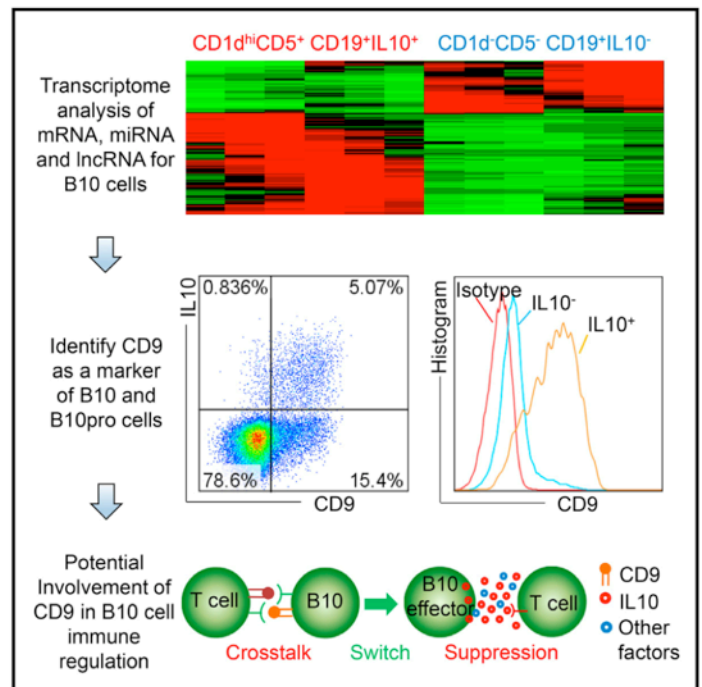 CD1dhiCD5+ CD19+IL10+ CD1d-CD5- CD19+IL10-
Transcriptome
analysis of
mRNA, miRNA
and lncRNA for
B10 cells
Identify CD9
as a marker
of B10 and
B10pro cells
IL10
0.836%
5.07%
78.6%
15.4%
CD9
Histogram
Isotype
IL10-
IL10+
CD9
Potential
Involvement of
CD9 in B10 cell
immune
regulation
T cell
B10
B10
effector
T cell
Crosstalk
Switch
Suppression
CD9
IL10
Other
factors